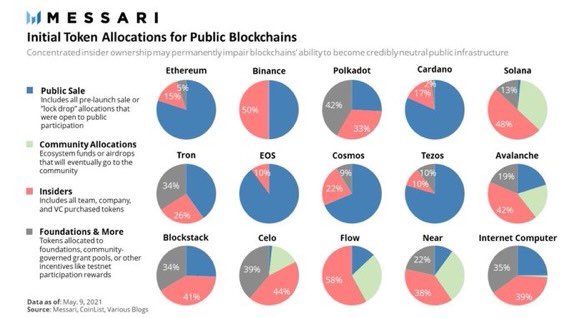 MESSARI
Initial Token Allocations for Public Blockchains
Concentrated insider ownership may permanently impair blockchains' ability to become credibly neutral public infrastructure
Public Sale
Includes all pre-launch sale or
"lock drop" allocations that
were open to public
participation
Community Allocations
Ecosystem funds or airdrops
that will eventually go to the
community
Insiders
Includes all team, company,
and VC purchased tokens
Foundations & More
Tokens allocated to
foundations, community-
governed grant pools, or other
incentives like testnet
participation rewards
Ethereum
5%
15%
Binance
50%
Polkadot
42%
33%
Cardano
2%
17%
Solana
13%
48%
Tron
34%
26%
EOS
10%
Cosmos
9%
22%
Tezos
10%
10%
Avalanche
19%
42%
Blockstack
34%
41%
Celo
39%
44%
Flow
58%
Near
22%
38%
Internet Computer
35%
39%
Data as of: May. 9, 2021
Source: Messari, CoinList, Various Blogs